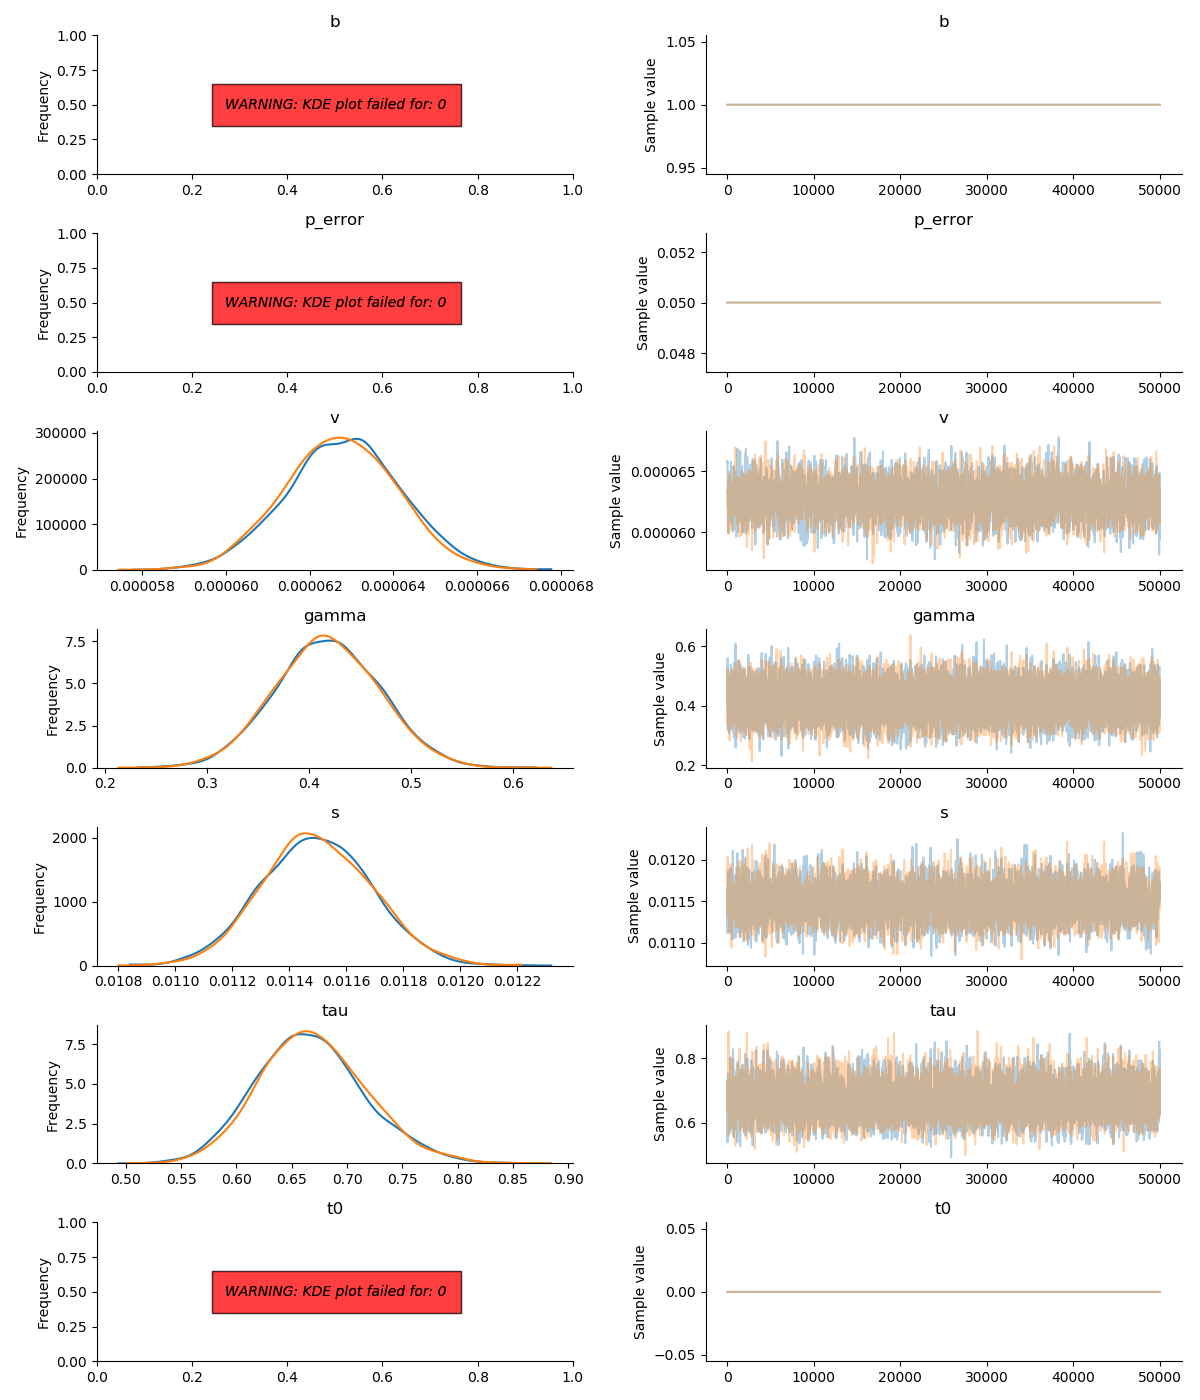 b
b
1.00
0.75
0.50
0.25
0.00
Frequency
WARNING: KDE plot failed for: 0
0.0 0.2 0.4 0.6 0.8 1.0
1.05
1.00
0.95
Sample value
0 10000 20000 30000 40000 50000
p_error
p_error
1.00
0.75
0.50
0.25
0.00
Frequency
WARNING: KDE plot failed for: 0
0.0 0.2 0.4 0.6 0.8 1.0
0.052
0.050
0.048
Sample value
0 10000 20000 30000 40000 50000
v
v
300000
200000
100000
0
Frequency
0.000058 0.000060 0.000062 0.000064 0.000066 0.000068
0.000065
0.000060
Sample value
0 10000 20000 30000 40000 50000
gamma
gamma
7.5
5.0
2.5
0.0
Frequency
0.2 0.3 0.4 0.5 0.6
0.6
0.4
0.2
Sample value
0 10000 20000 30000 40000 50000
s
s
2000
1000
0
Frequency
0.0108 0.0110 0.0112 0.0114 0.0116 0.0118 0.0120 0.0122
0.0120
0.0115
0.0110
Sample value
0 10000 20000 30000 40000 50000
tau
tau
7.5
5.0
2.5
0.0
Frequency
0.50 0.55 0.60 0.65 0.70 0.75 0.80 0.85 0.90
0.8
0.6
Sample value
0 10000 20000 30000 40000 50000
t0
t0
1.00
0.75
0.50
0.25
0.00
Frequency
WARNING: KDE plot failed for: 0
0.0 0.2 0.4 0.6 0.8 1.0
0.05
0.00
−0.05
Sample value
0 10000 20000 30000 40000 50000